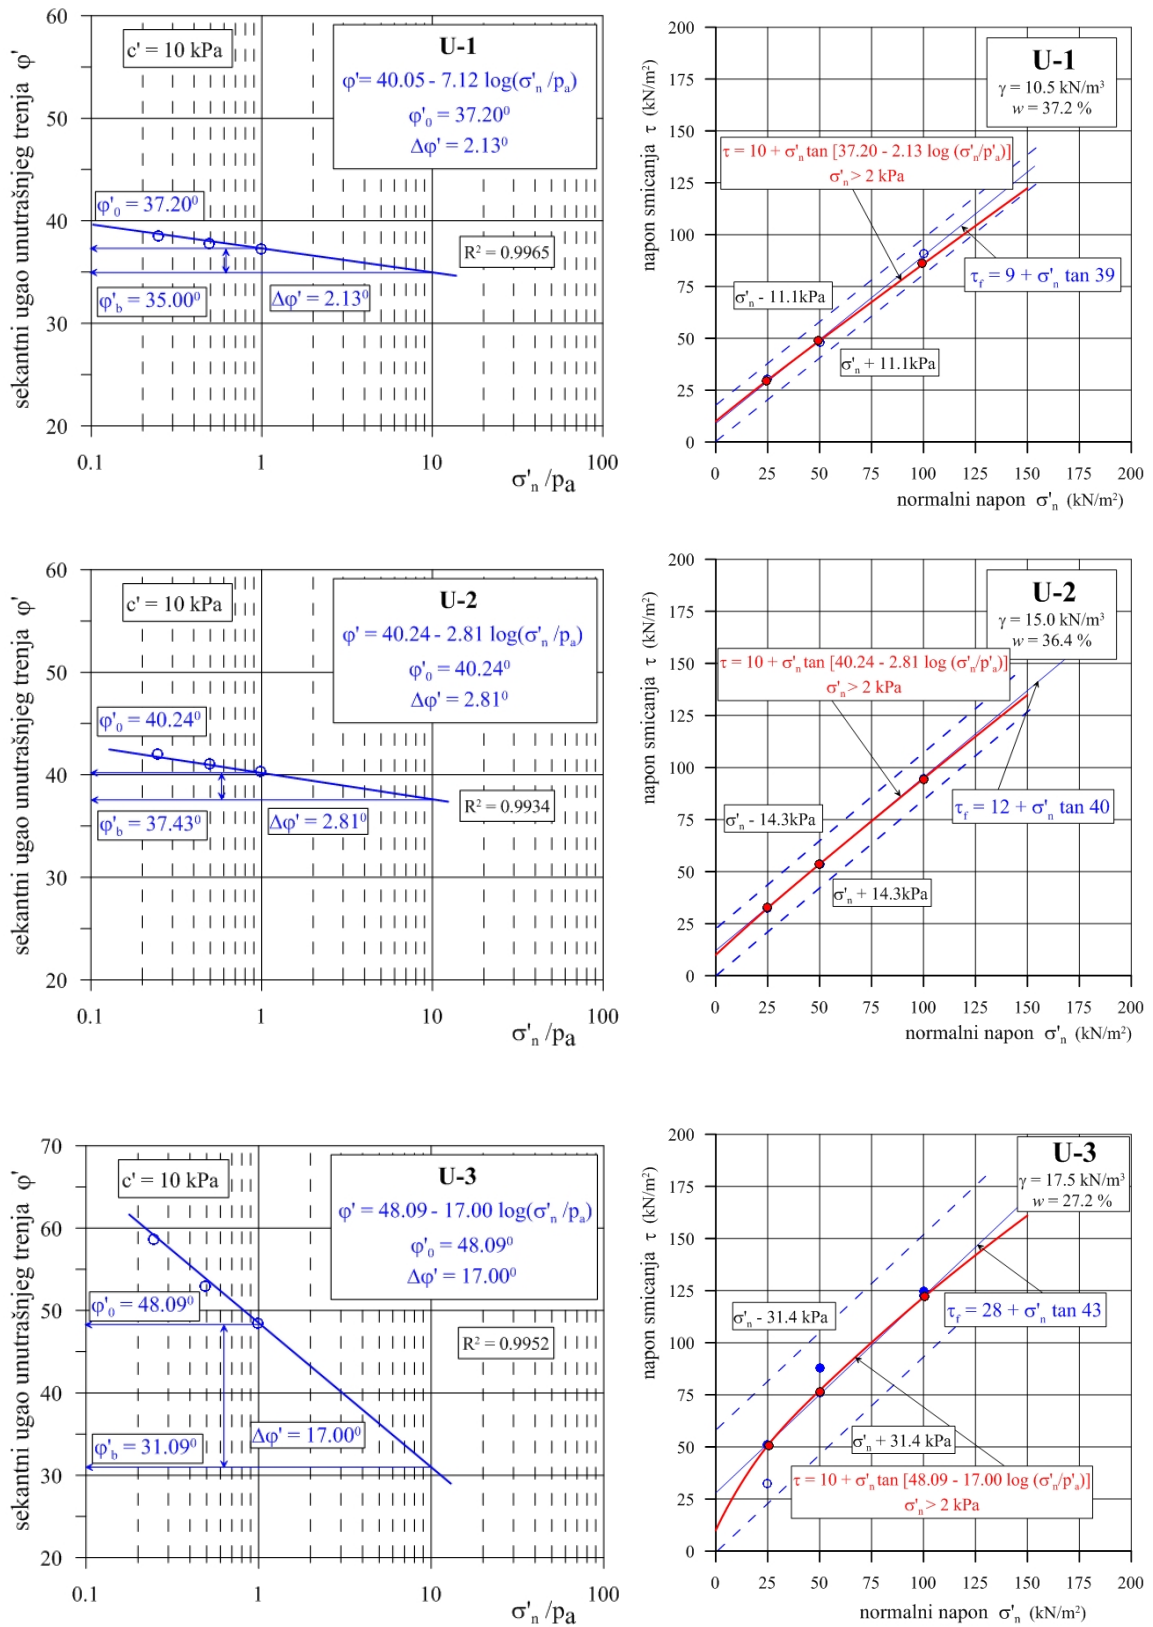 sekantni ugao unutrašnjeg trenja φ'
60
50
40
30
20
c' = 10 kPa
U-1
φ'= 40.05 - 7.12 log(σ'n /pa)
φ'0 = 37.20⁰
Δφ' = 2.13⁰
φ'0 = 37.20⁰
R² = 0.9965
φ'b = 35.00⁰
Δφ' = 2.13⁰
0.1
1
10
100
σ'n /pa
napon smicanja τ (kN/m²)
200
175
150
125
100
75
50
25
0
U-1
γ = 10.5 kN/m³
w = 37.2 %
τ = 10 + σ'n tan [37.20 - 2.13 log (σ'n/p'a)]
σ'n > 2 kPa
τf = 9 + σ'n tan 39
σ'n - 11.1kPa
σ'n + 11.1kPa
0
25
50
75
100
125
150
175
200
normalni napon σ'n (kN/m²)
sekantni ugao unutrašnjeg trenja φ'
60
50
40
30
20
c' = 10 kPa
U-2
φ' = 40.24 - 2.81 log(σ'n /pa)
φ'0 = 40.24⁰
Δφ' = 2.81⁰
φ'0 = 40.24⁰
R² = 0.9934
φ'b = 37.43⁰
Δφ' = 2.81⁰
0.1
1
10
100
σ'n /pa
napon smicanja τ (kN/m²)
200
175
150
125
100
75
50
25
0
U-2
γ = 15.0 kN/m³
w = 36.4 %
τ = 10 + σ'n tan [40.24 - 2.81 log (σ'n/p'a)]
σ'n > 2 kPa
τf = 12 + σ'n tan 40
σ'n - 14.3kPa
σ'n + 14.3kPa
0
25
50
75
100
125
150
175
200
normalni napon σ'n (kN/m²)
sekantni ugao unutrašnjeg trenja φ'
70
60
50
40
30
20
c' = 10 kPa
U-3
φ' = 48.09 - 17.00 log(σ'n /pa)
φ'0 = 48.09⁰
Δφ' = 17.00⁰
φ'0 = 48.09⁰
R² = 0.9952
φ'b = 31.09⁰
Δφ' = 17.00⁰
0.1
1
10
100
σ'n /pa
napon smicanja τ (kN/m²)
200
175
150
125
100
75
50
25
0
U-3
γ = 17.5 kN/m³
w = 27.2 %
σ'n - 31.4 kPa
τf = 28 + σ'n tan 43
σ'n + 31.4 kPa
τ = 10 + σ'n tan [48.09 - 17.00 log (σ'n/p'a)]
σ'n > 2 kPa
0
25
50
75
100
125
150
175
200
normalni napon σ'n (kN/m²)